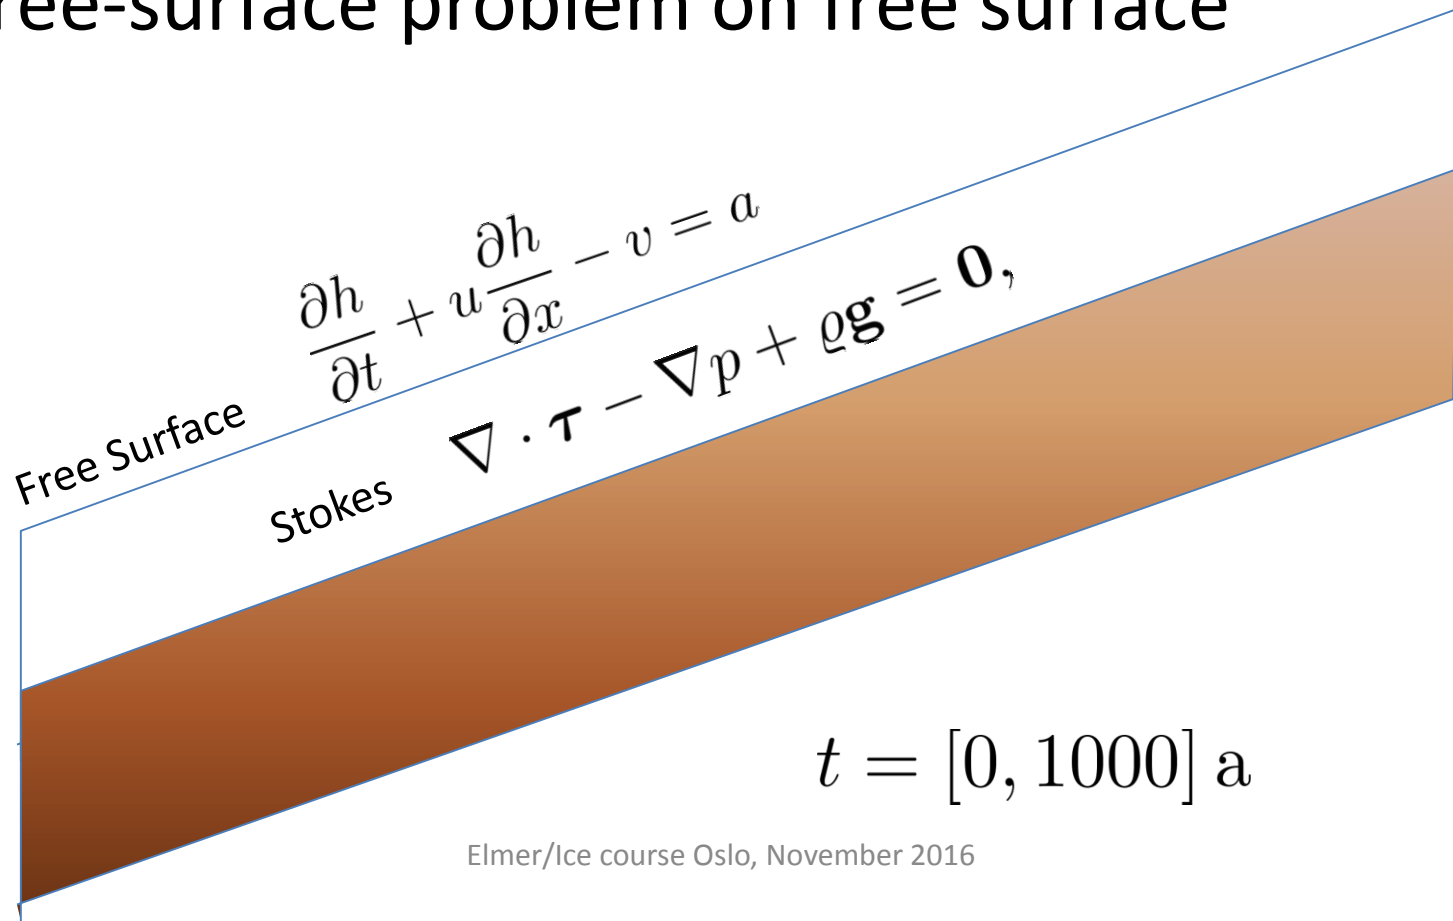 ree-surface problem on free surface
∂h/∂t + u ∂h/∂x − v = a
Free Surface
Stokes ∇ · τ − ∇p + ϱg = 0,
t = [0, 1000] a
Elmer/Ice course Oslo, November 2016